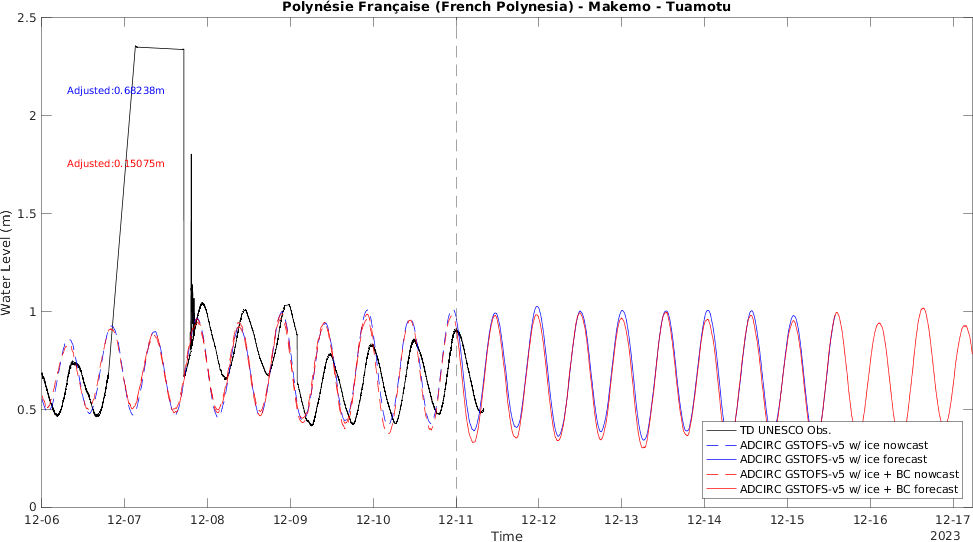 Polynésie Française (French Polynesia) - Makemo - Tuamotu
2.5
2
1.5
1
0.5
0
Water Level (m)
Adjusted:0.68238m
Adjusted:0.15075m
TD UNESCO Obs.
ADCIRC GSTOFS-v5 w/ ice nowcast
ADCIRC GSTOFS-v5 w/ ice forecast
ADCIRC GSTOFS-v5 w/ ice + BC nowcast
ADCIRC GSTOFS-v5 w/ ice + BC forecast
12-06 12-07 12-08 12-09 12-10 12-11 12-12 12-13 12-14 12-15 12-16 12-17
Time
2023